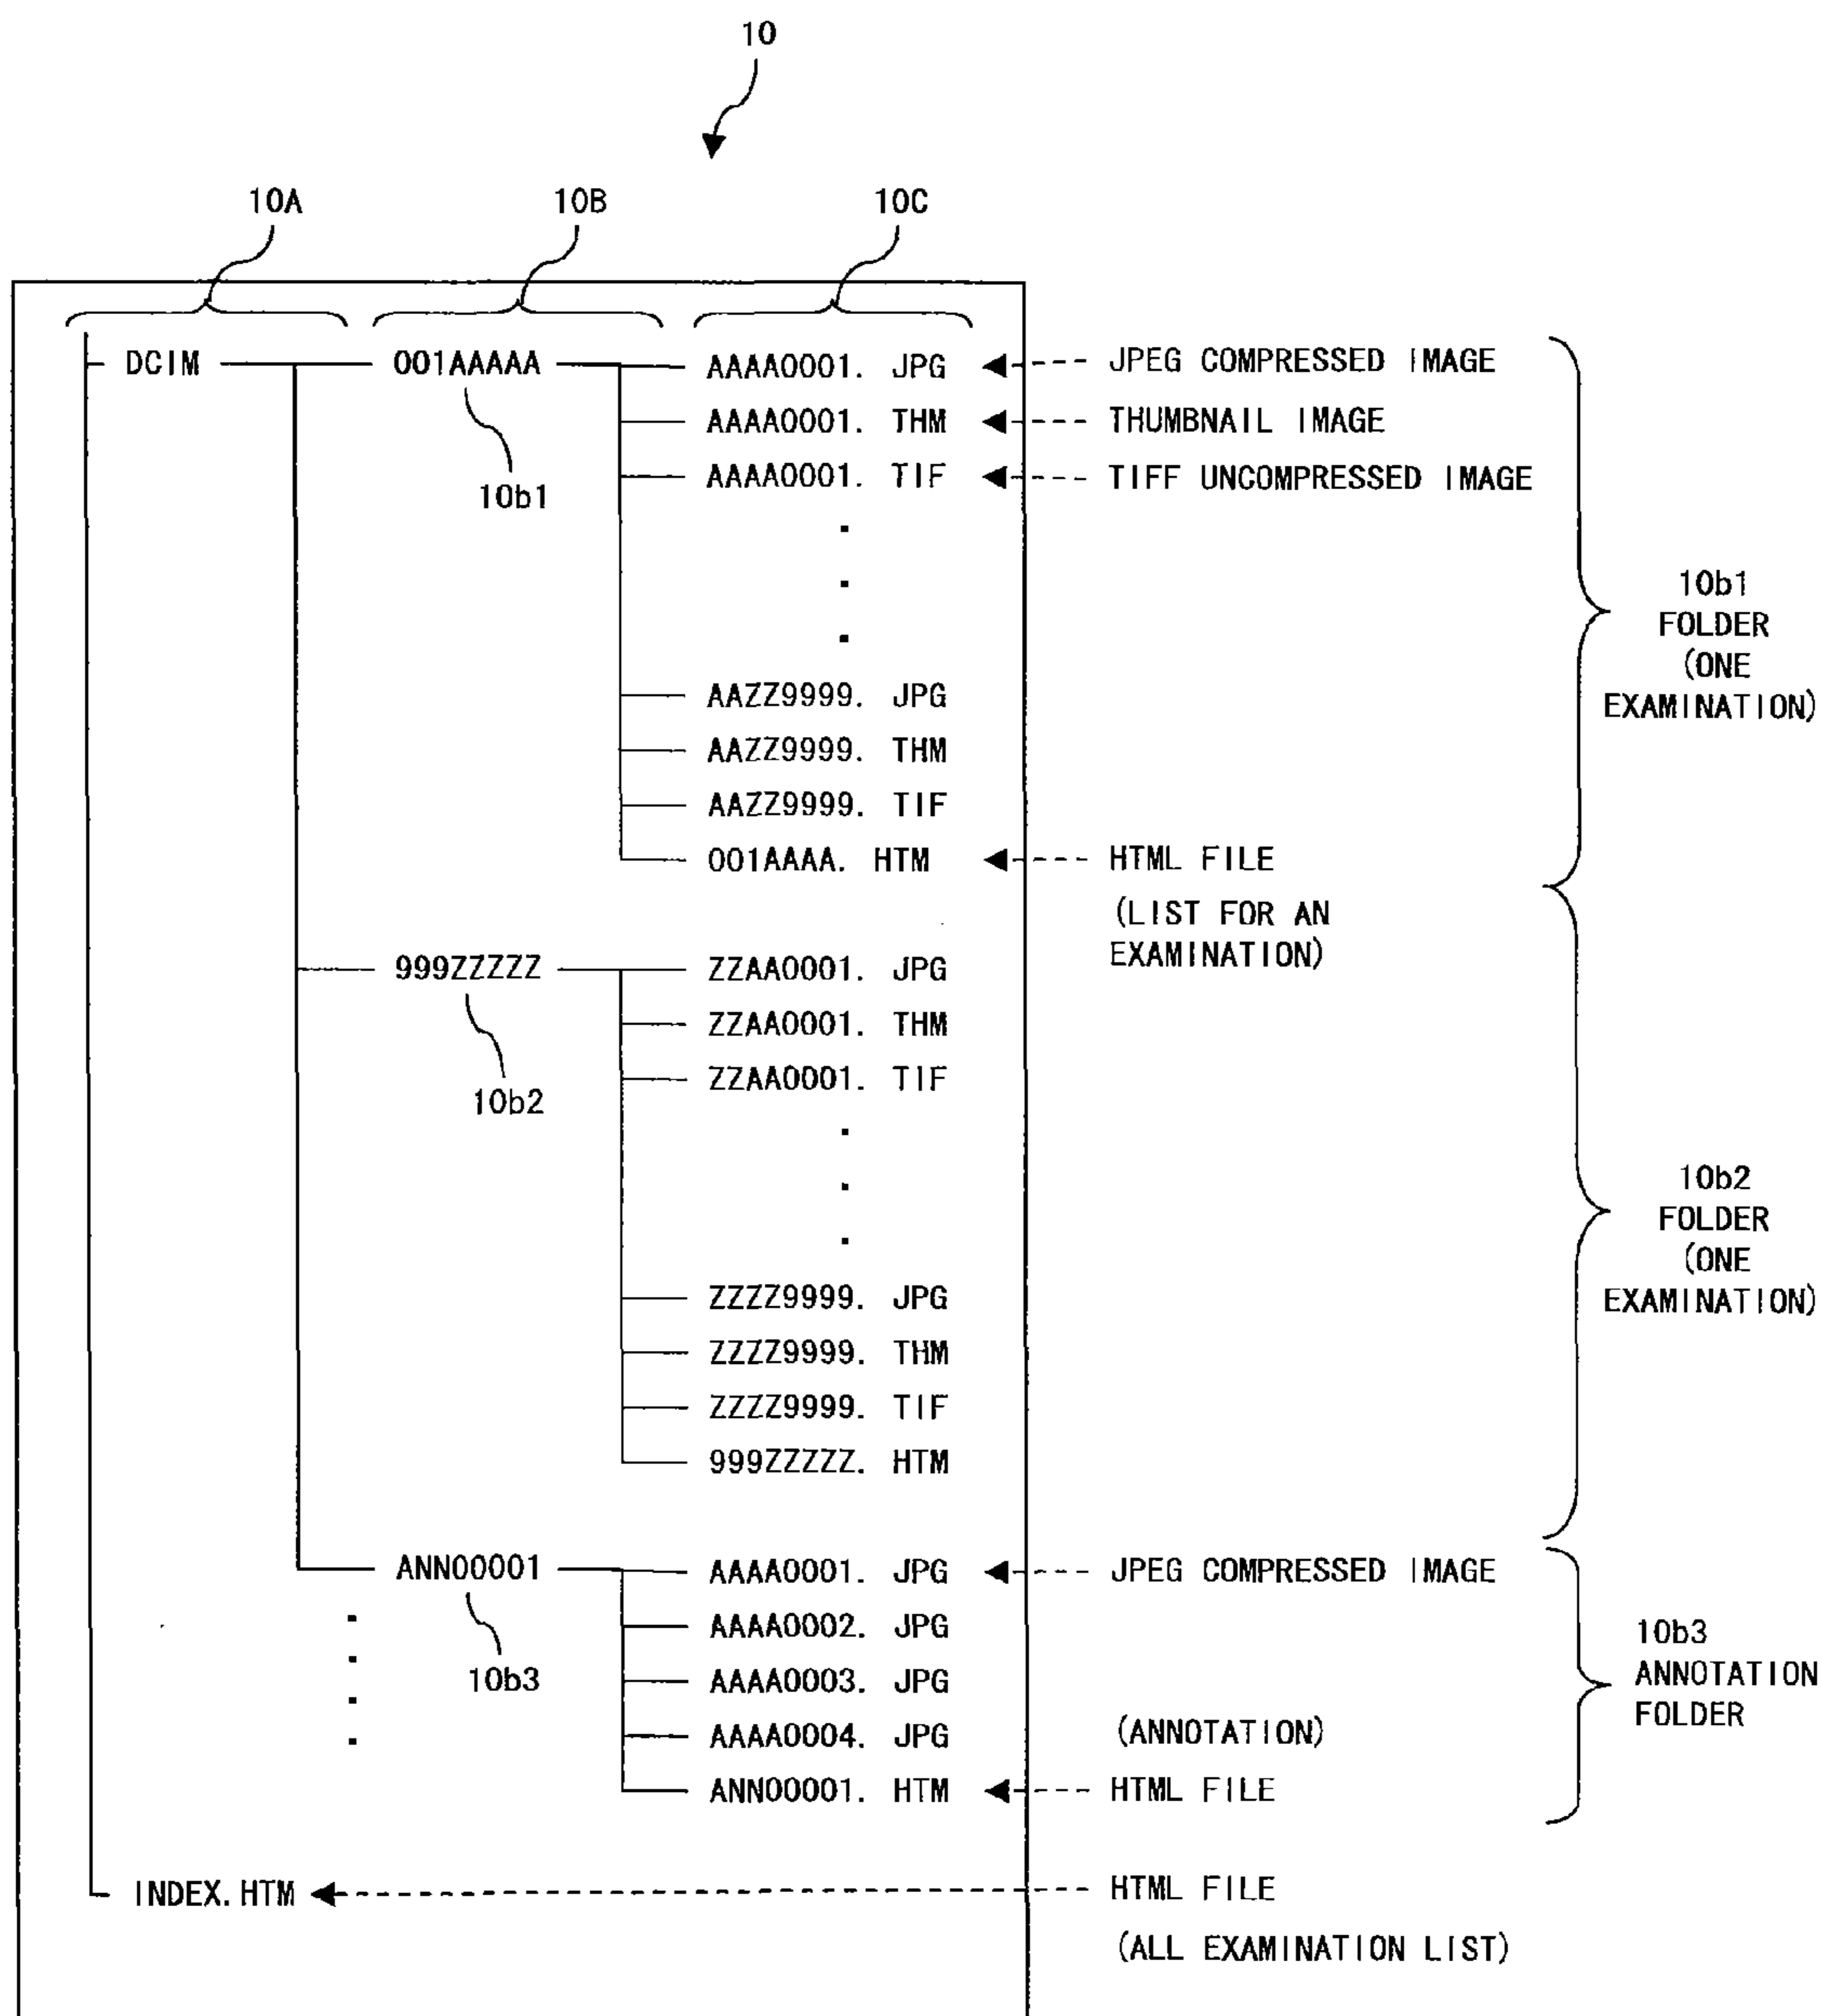 10
10A 10B 10C
DCIM 001AAAAA AAAA0001. JPG JPEG COMPRESSED IMAGE
AAAA0001. THM THUMBNAIL IMAGE
10b1 AAAA0001. TIF TIFF UNCOMPRESSED IMAGE
.
.
.
10b1
FOLDER
(ONE
EXAMINATION)
AAZZ9999. JPG
AAZZ9999. THM
AAZZ9999. TIF
001AAAA. HTM HTML FILE
(LIST FOR AN
EXAMINATION)
999ZZZZZ ZZAA0001. JPG
ZZAA0001. THM
ZZAA0001. TIF
10b2
.
.
.
10b2
FOLDER
(ONE
EXAMINATION)
ZZZZ9999. JPG
ZZZZ9999. THM
ZZZZ9999. TIF
999ZZZZZ. HTM
ANN00001 AAAA0001. JPG JPEG COMPRESSED IMAGE
AAAA0002. JPG
10b3 AAAA0003. JPG
AAAA0004. JPG (ANNOTATION)
ANN00001. HTM HTML FILE
.
.
.
.
10b3
ANNOTATION
FOLDER
INDEX.HTM HTML FILE
(ALL EXAMINATION LIST)